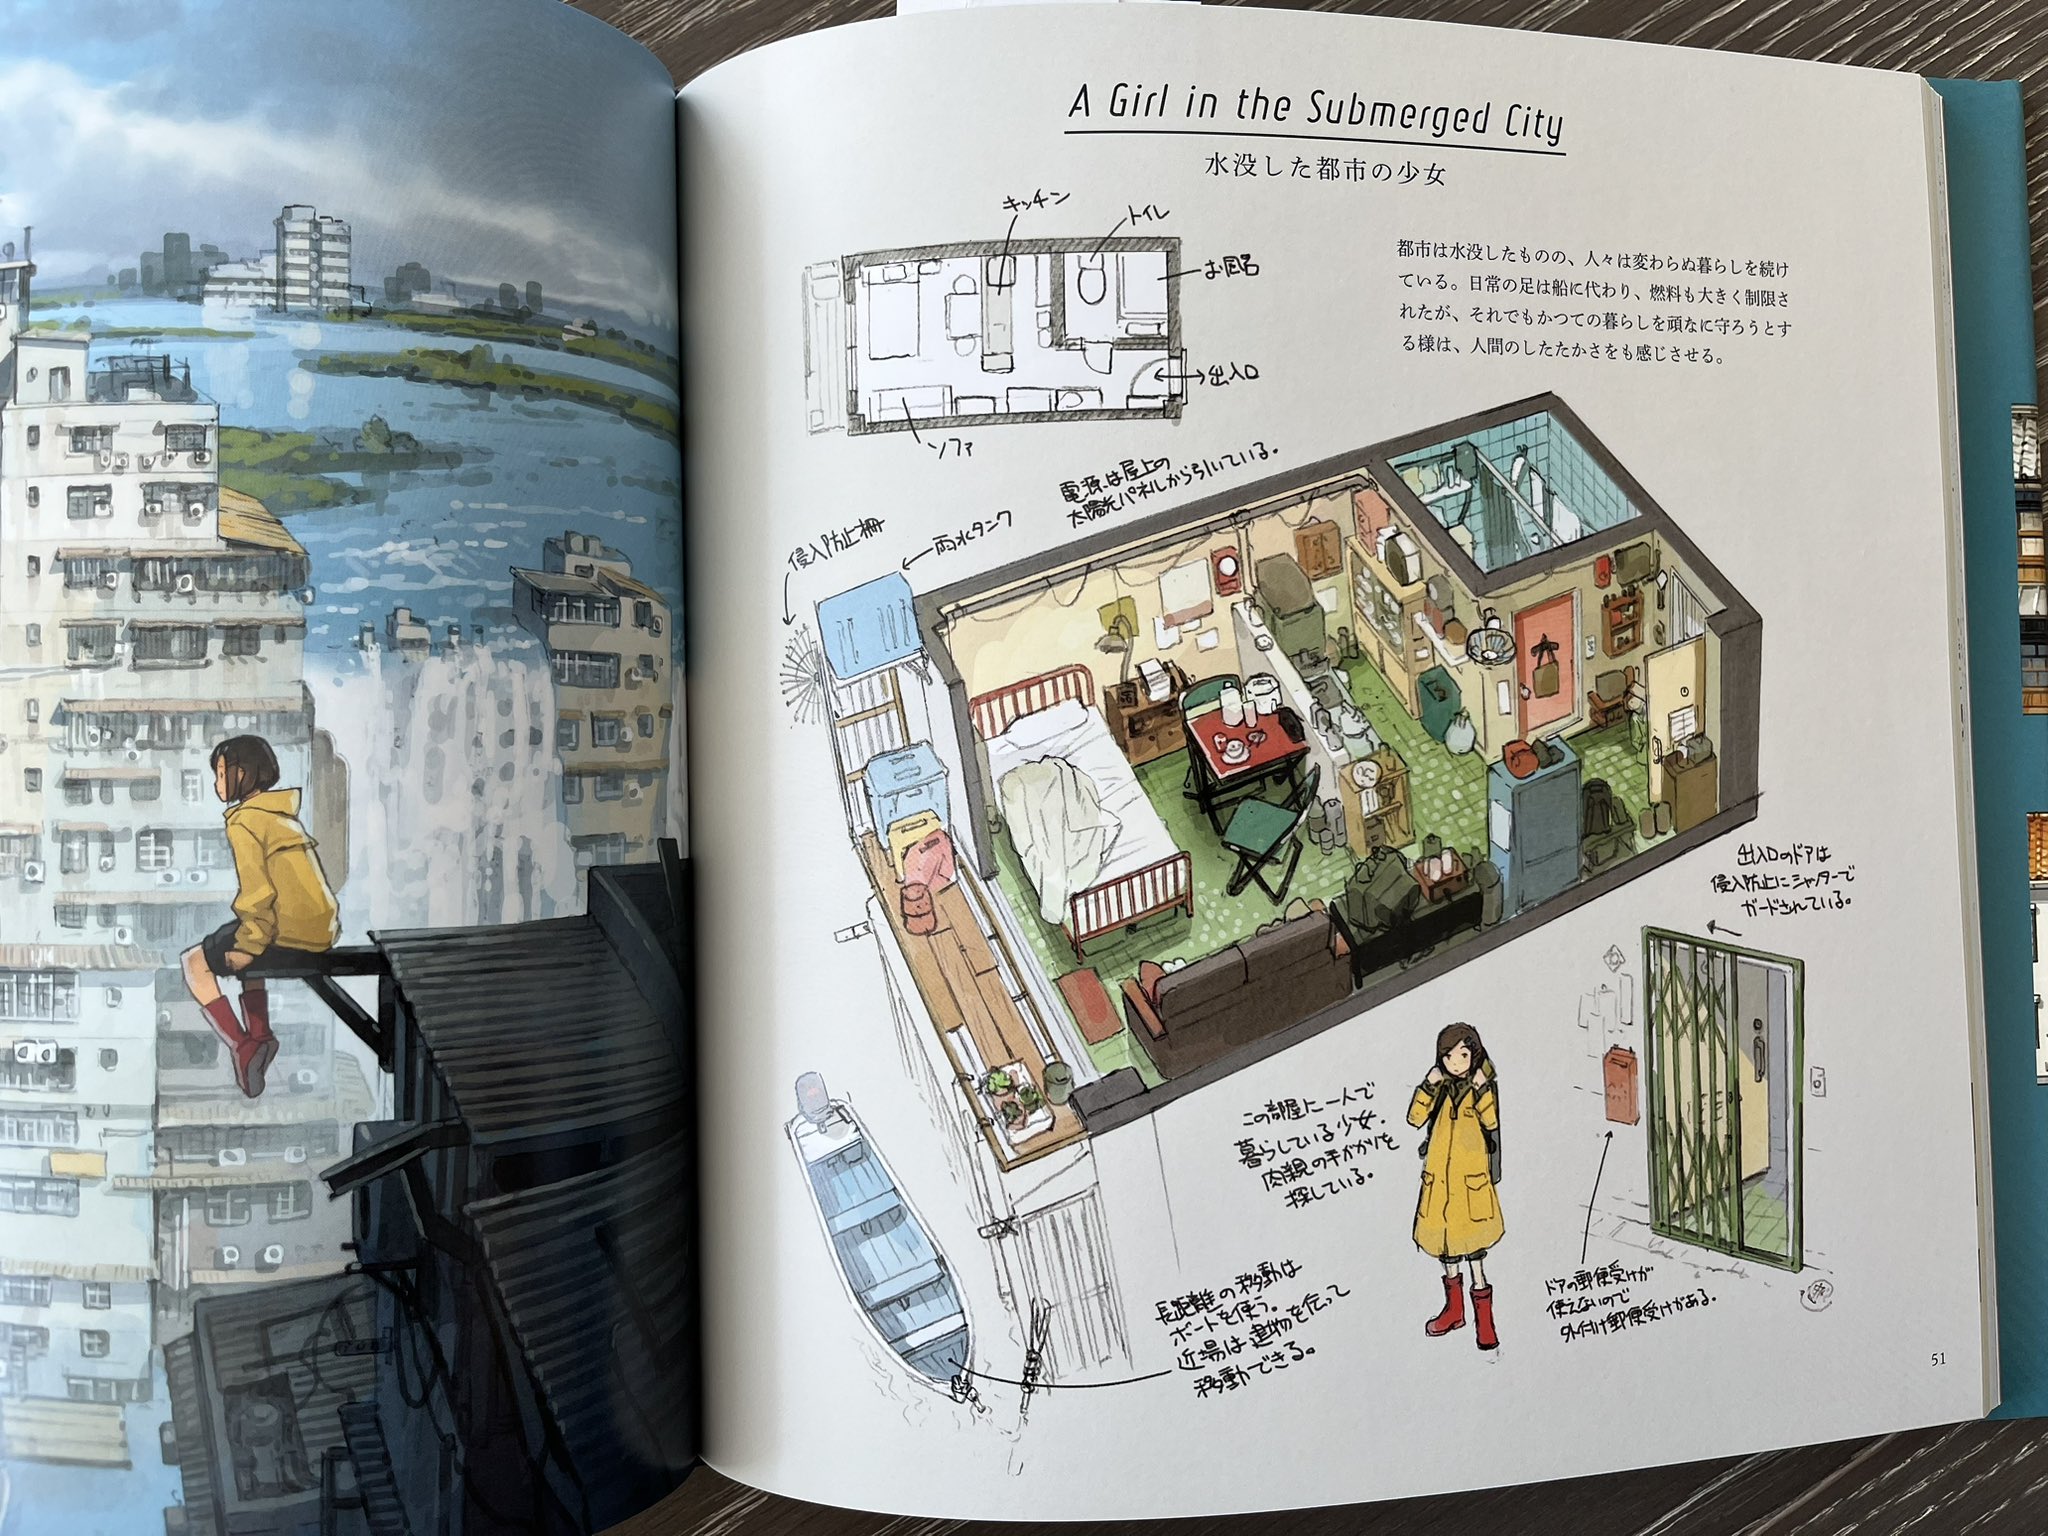 A Girl in the Submerged City
水没した都市の少女
都市は水没したものの、人々は変わらぬ暮らしを続け
ている。日常の足は船に代わり、燃料も大きく制限さ
れたが、それでもかつての暮らしを頑なに守ろうとす
る様は、人間のしたたかさをも感じさせる。
キッチン
トイレ
お風呂
出入口
ソファ
電源は屋上の
太陽光パネルから引いている。
侵入防止柵
雨水タンク
出入口のドアは
侵入防止にシャッターで
ガードされている。
この部屋に一人で
暮らしている少女.
肉親の手がかりを
探している。
長距離の移動は
ボートを使う。
近場は建物を伝って
移動できる。
ドアの郵便受けが
使えないので
外付け郵便受けがある.
51